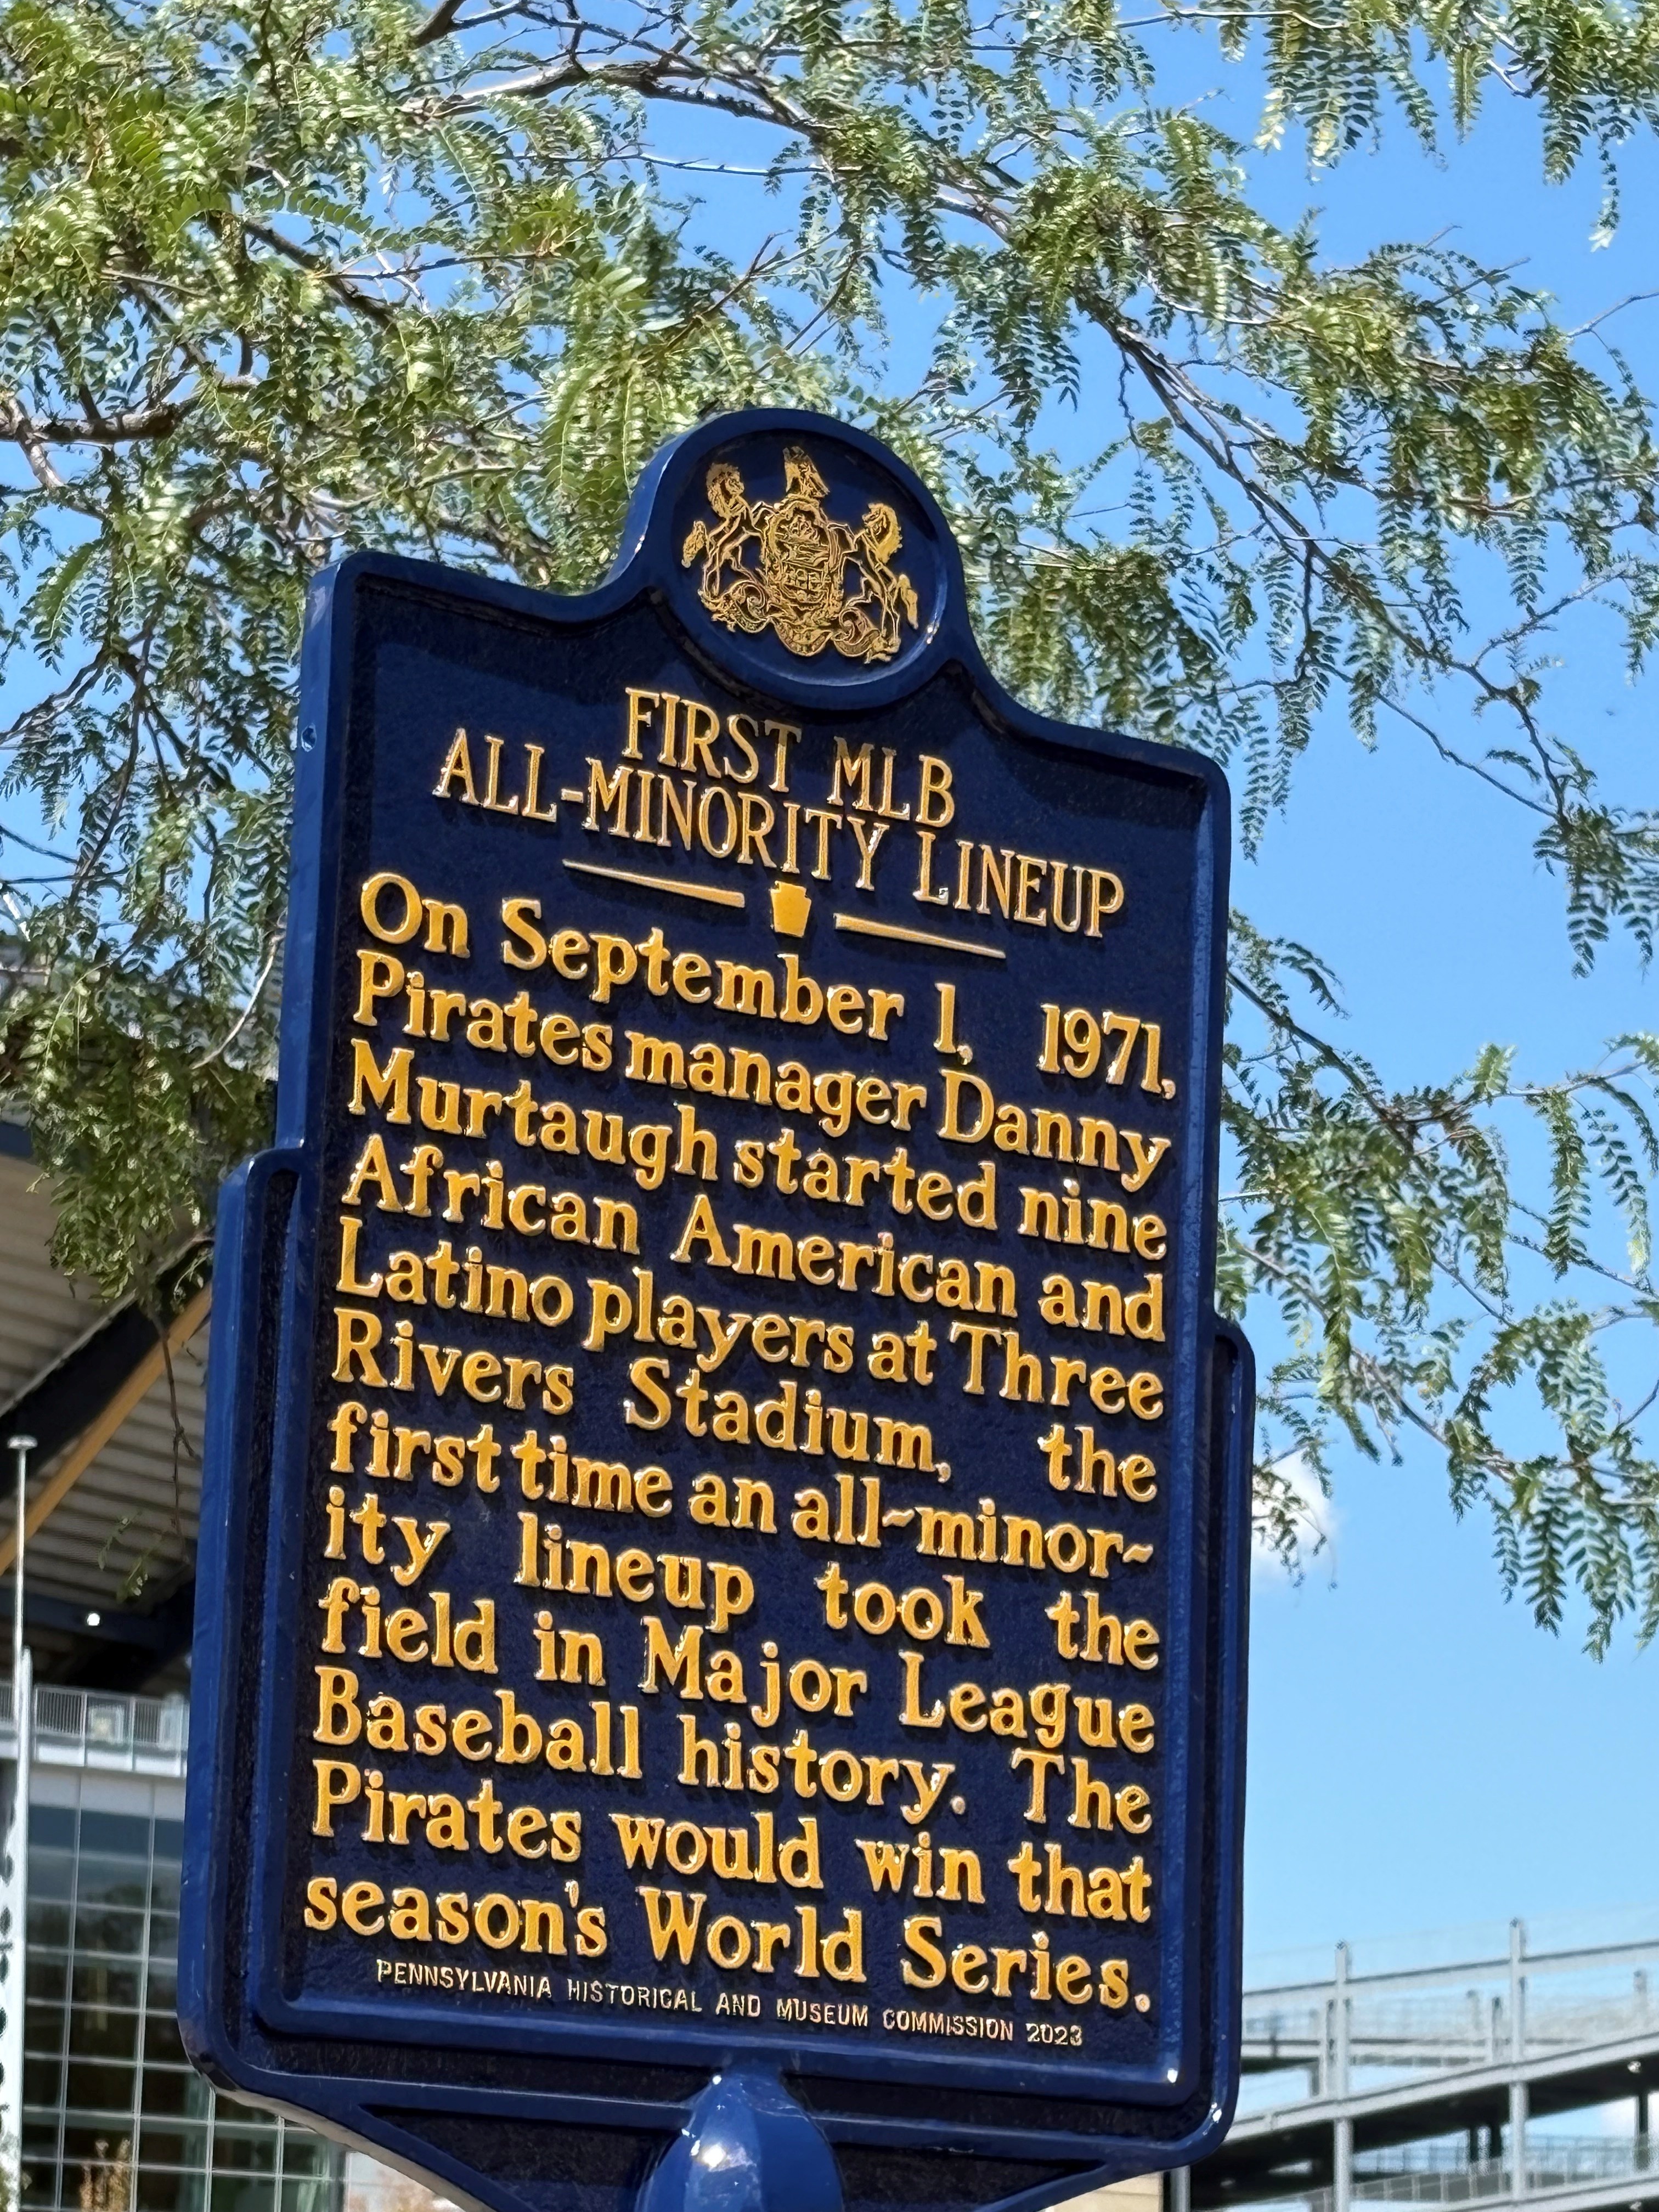 FIRST MLB
ALL-MINORITY LINEUP
On September 1, 1971,
Pirates manager Danny
Murtaugh started nine
African American and
Latino players at Three
Rivers Stadium, the
first time an all-minor-
ity lineup took the
field in Major League
Baseball history. The
Pirates would win that
season's World Series.
PENNSYLVANIA HISTORICAL AND MUSEUM COMMISSION 2023